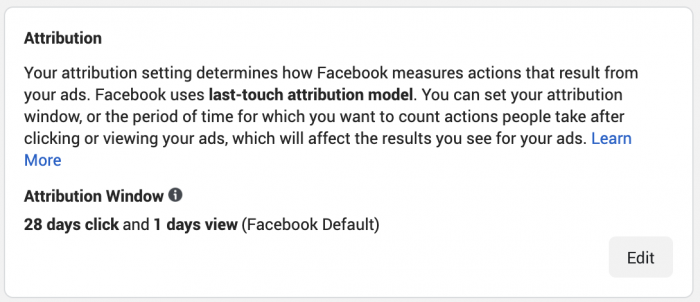 Attribution
Your attribution setting determines how Facebook measures actions that result from
your ads. Facebook uses last-touch attribution model. You can set your attribution
window, or the period of time for which you want to count actions people take after
clicking or viewing your ads, which will affect the results you see for your ads. Learn
More
Attribution Window
28 days click and 1 days view (Facebook Default)
Edit